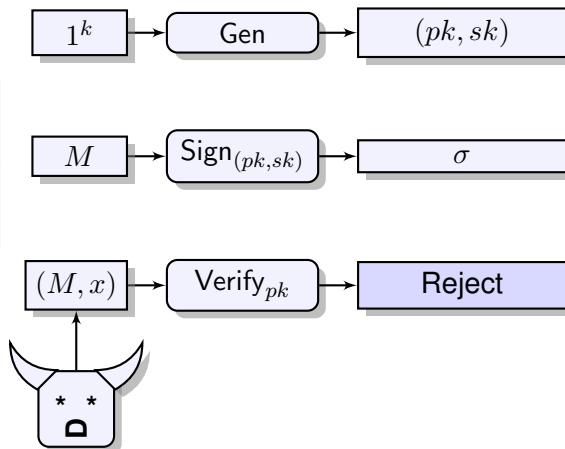 1^k Gen (pk, sk)
M Sign_(pk,sk) σ
(M, x) Verify_pk Reject
* *
D